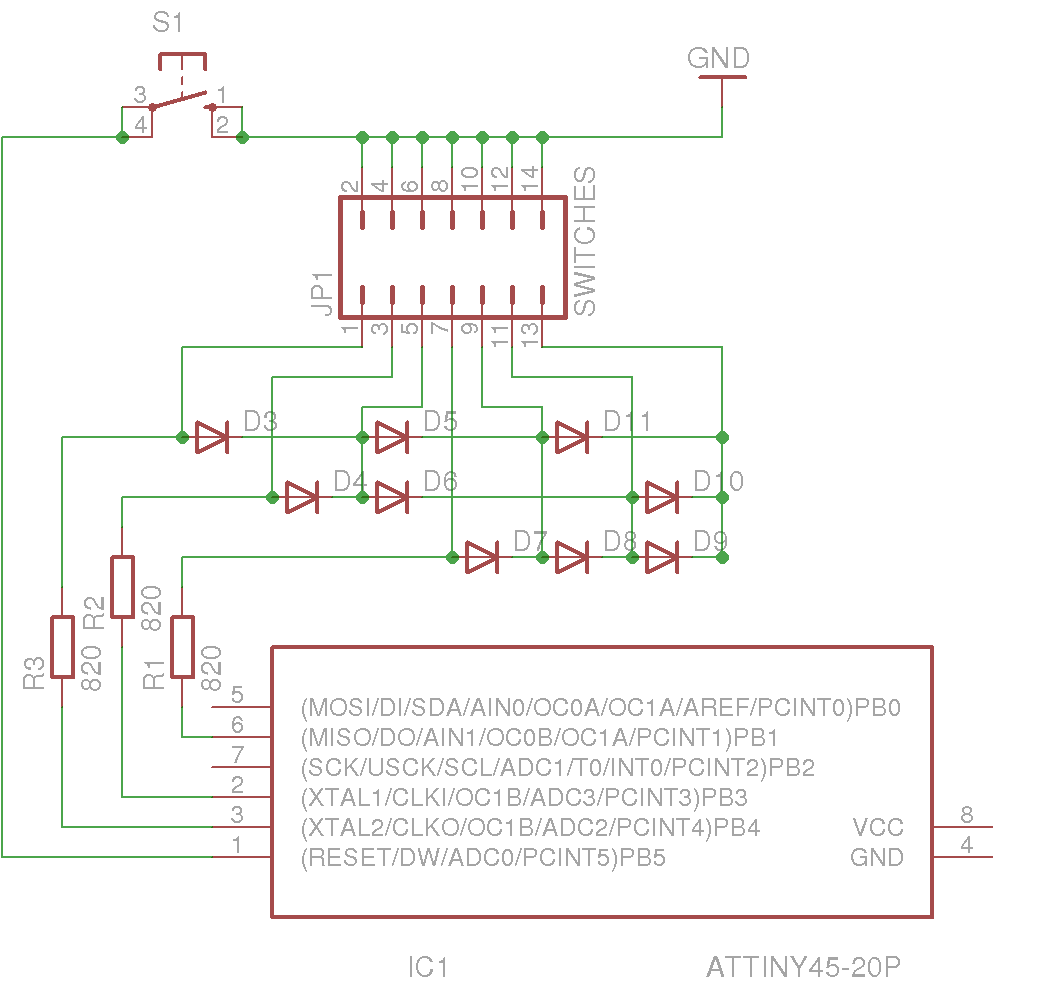 S1
GND
3
1
4
2
2
4
6
8
10
12
14
SWITCHES
JP1
1
3
5
7
9
11
13
D3
D5
D11
D4
D6
D10
D7
D8
D9
R2
820
R3
820
R1
820
5
(MOSI/DI/SDA/AIN0/OC0A/OC1A/AREF/PCINT0)PB0
6
(MISO/DO/AIN1/OC0B/OC1A/PCINT1)PB1
7
(SCK/USCK/SCL/ADC1/T0/INT0/PCINT2)PB2
2
(XTAL1/CLKI/OC1B/ADC3/PCINT3)PB3
3
(XTAL2/CLKO/OC1B/ADC2/PCINT4)PB4
VCC
8
1
(RESET/DW/ADC0/PCINT5)PB5
GND
4
IC1
ATTINY45-20P